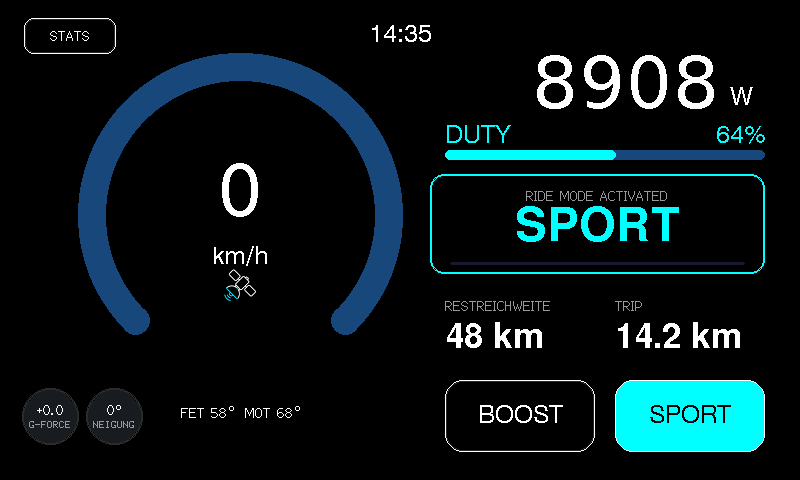 STATS
14:35
8908 W
DUTY 64%
0
km/h
RIDE MODE ACTIVATED
SPORT
RESTREICHWEITE
48 km
TRIP
14.2 km
+0.0
G-FORCE
0°
NEIGUNG
FET 58° MOT 68°
BOOST
SPORT